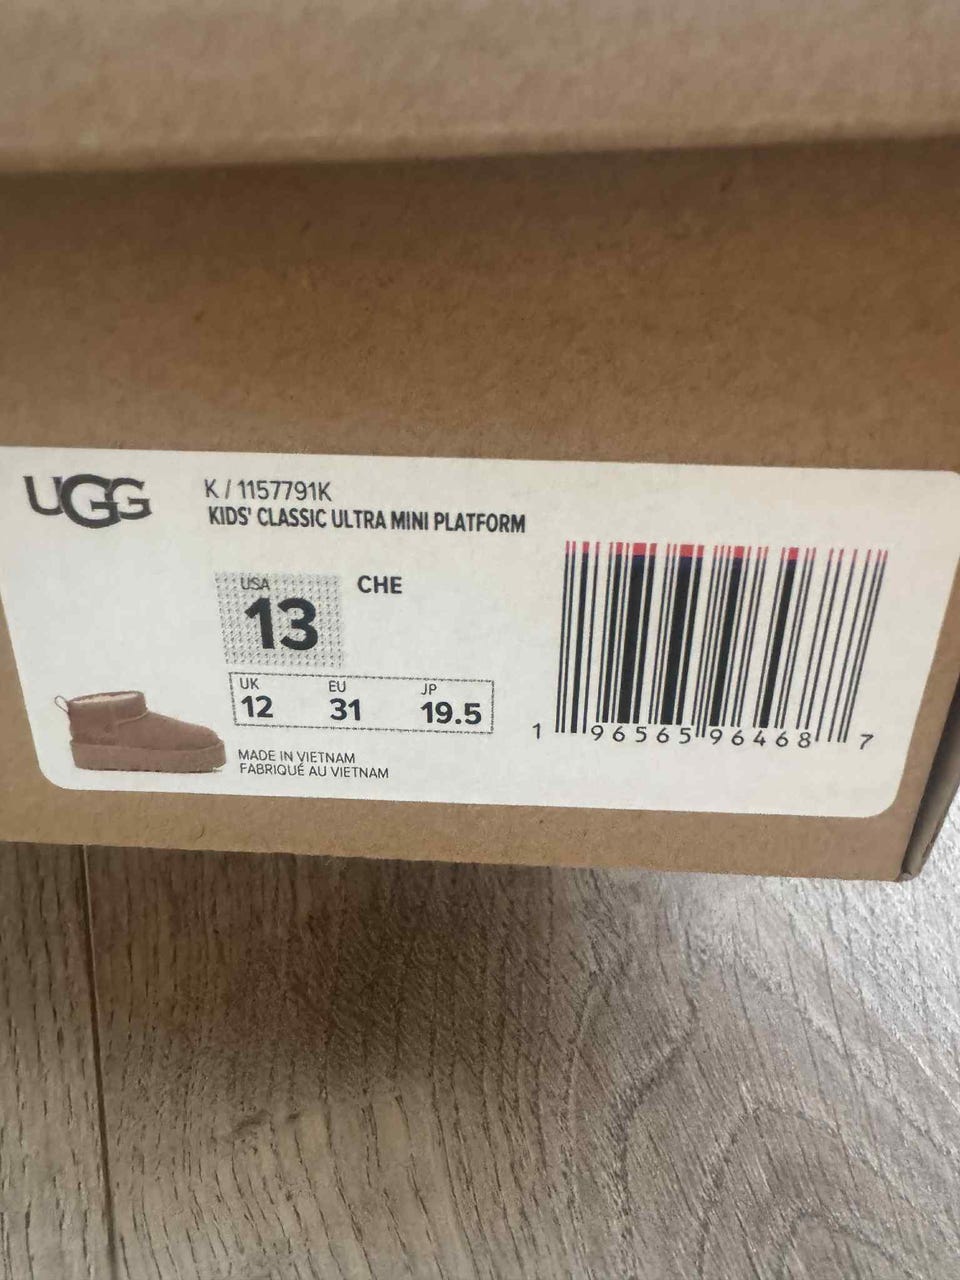 UGG
K / 1157791K
KIDS' CLASSIC ULTRA MINI PLATFORM
USA
13
CHE
UK EU JP
12 31 19.5
MADE IN VIETNAM
FABRIQUÉ AU VIETNAM
1 96565 96468 7